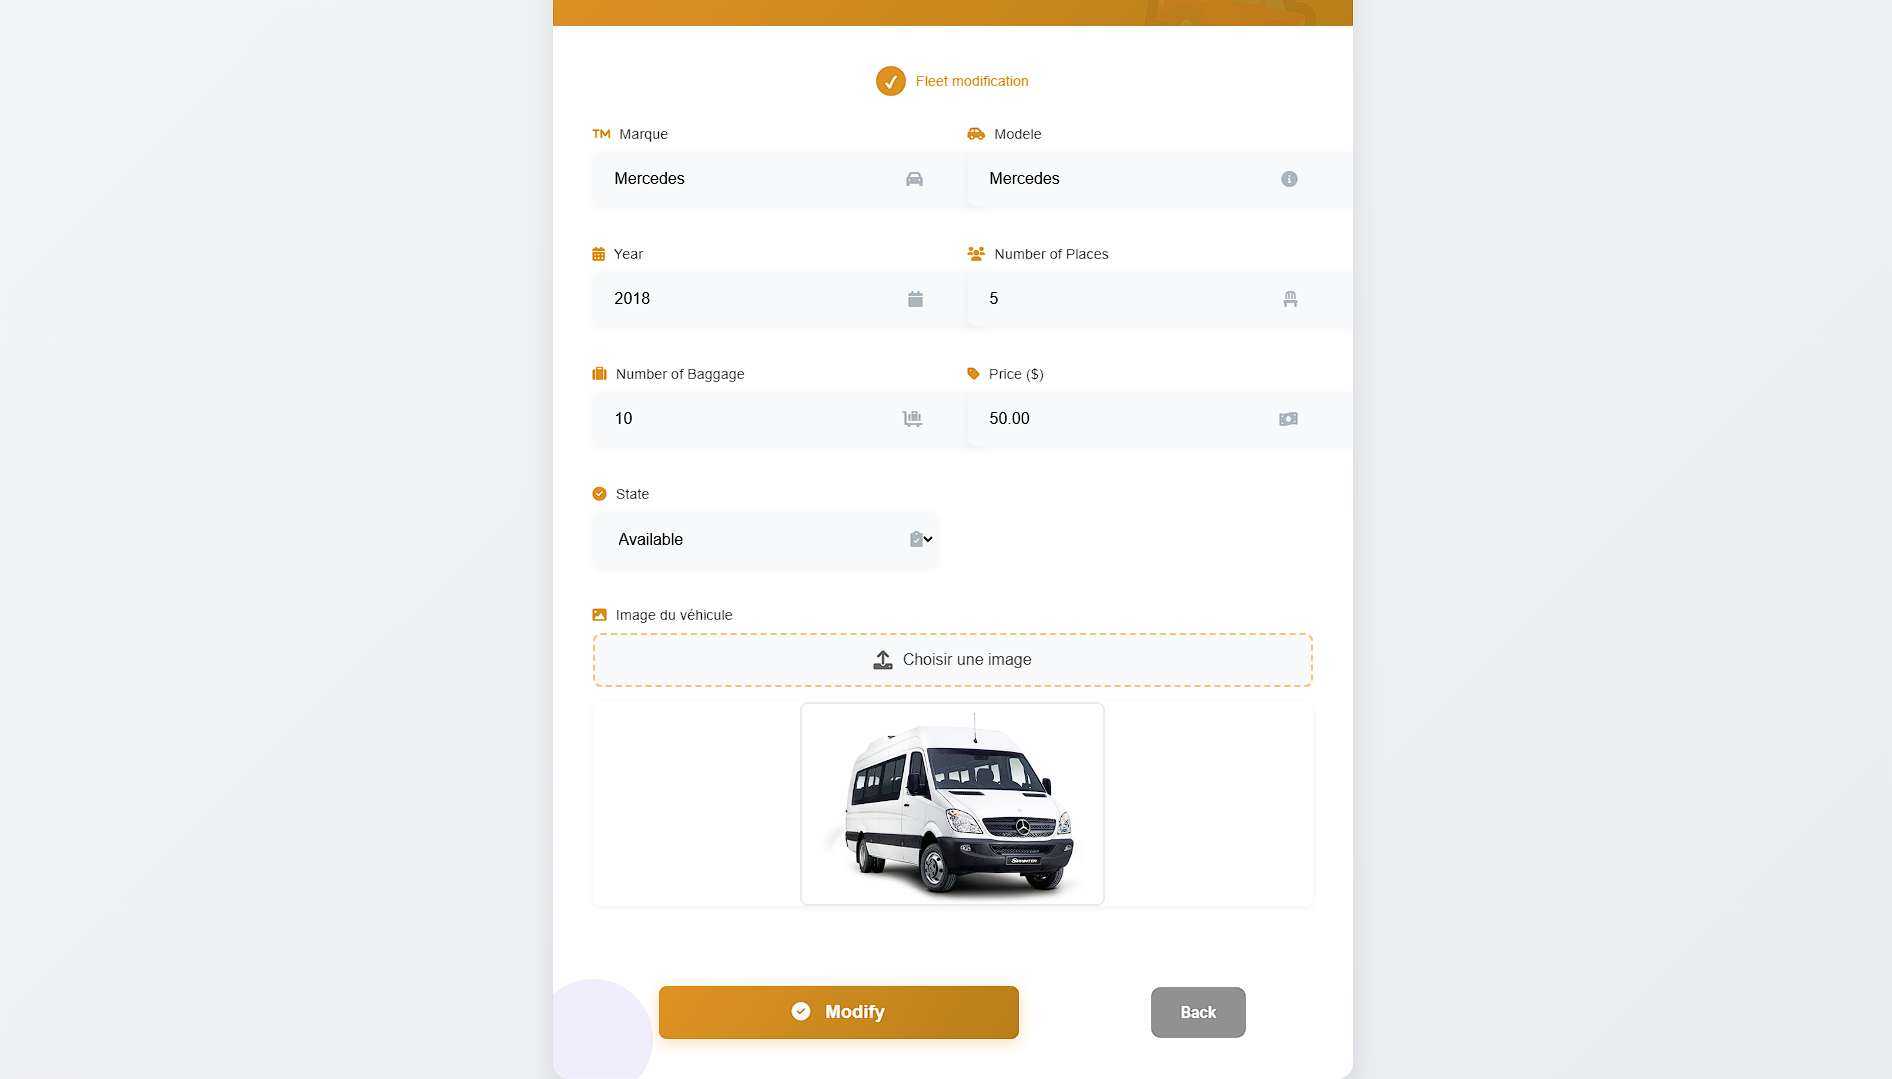 Fleet modification
TM Marque
Modele
Mercedes
Mercedes
Year
Number of Places
2018
5
Number of Baggage
Price ($)
10
50.00
State
Available
Image du véhicule
Choisir une image
SPRINTER
Modify
Back